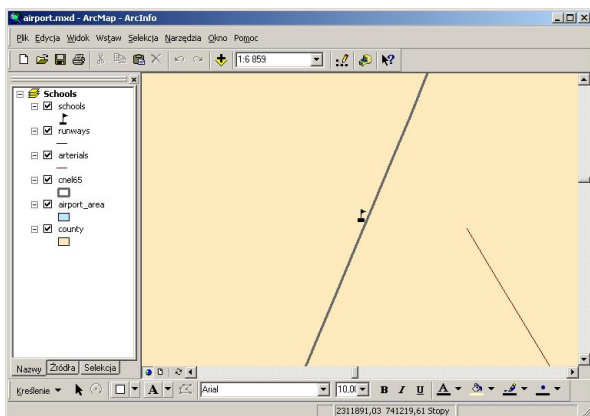 airport.mxd - ArcMap - ArcInfo
Plik Edycja Widok Wstaw Selekcja Narzędzia Okno Pomoc
1:6 859
Schools
schools
runways
arterials
cnel65
airport_area
county
Nazwy Źródła Selekcja
Kreślenie A Arial 10,0 B I U A
2311891,03 741219,61 Stopy